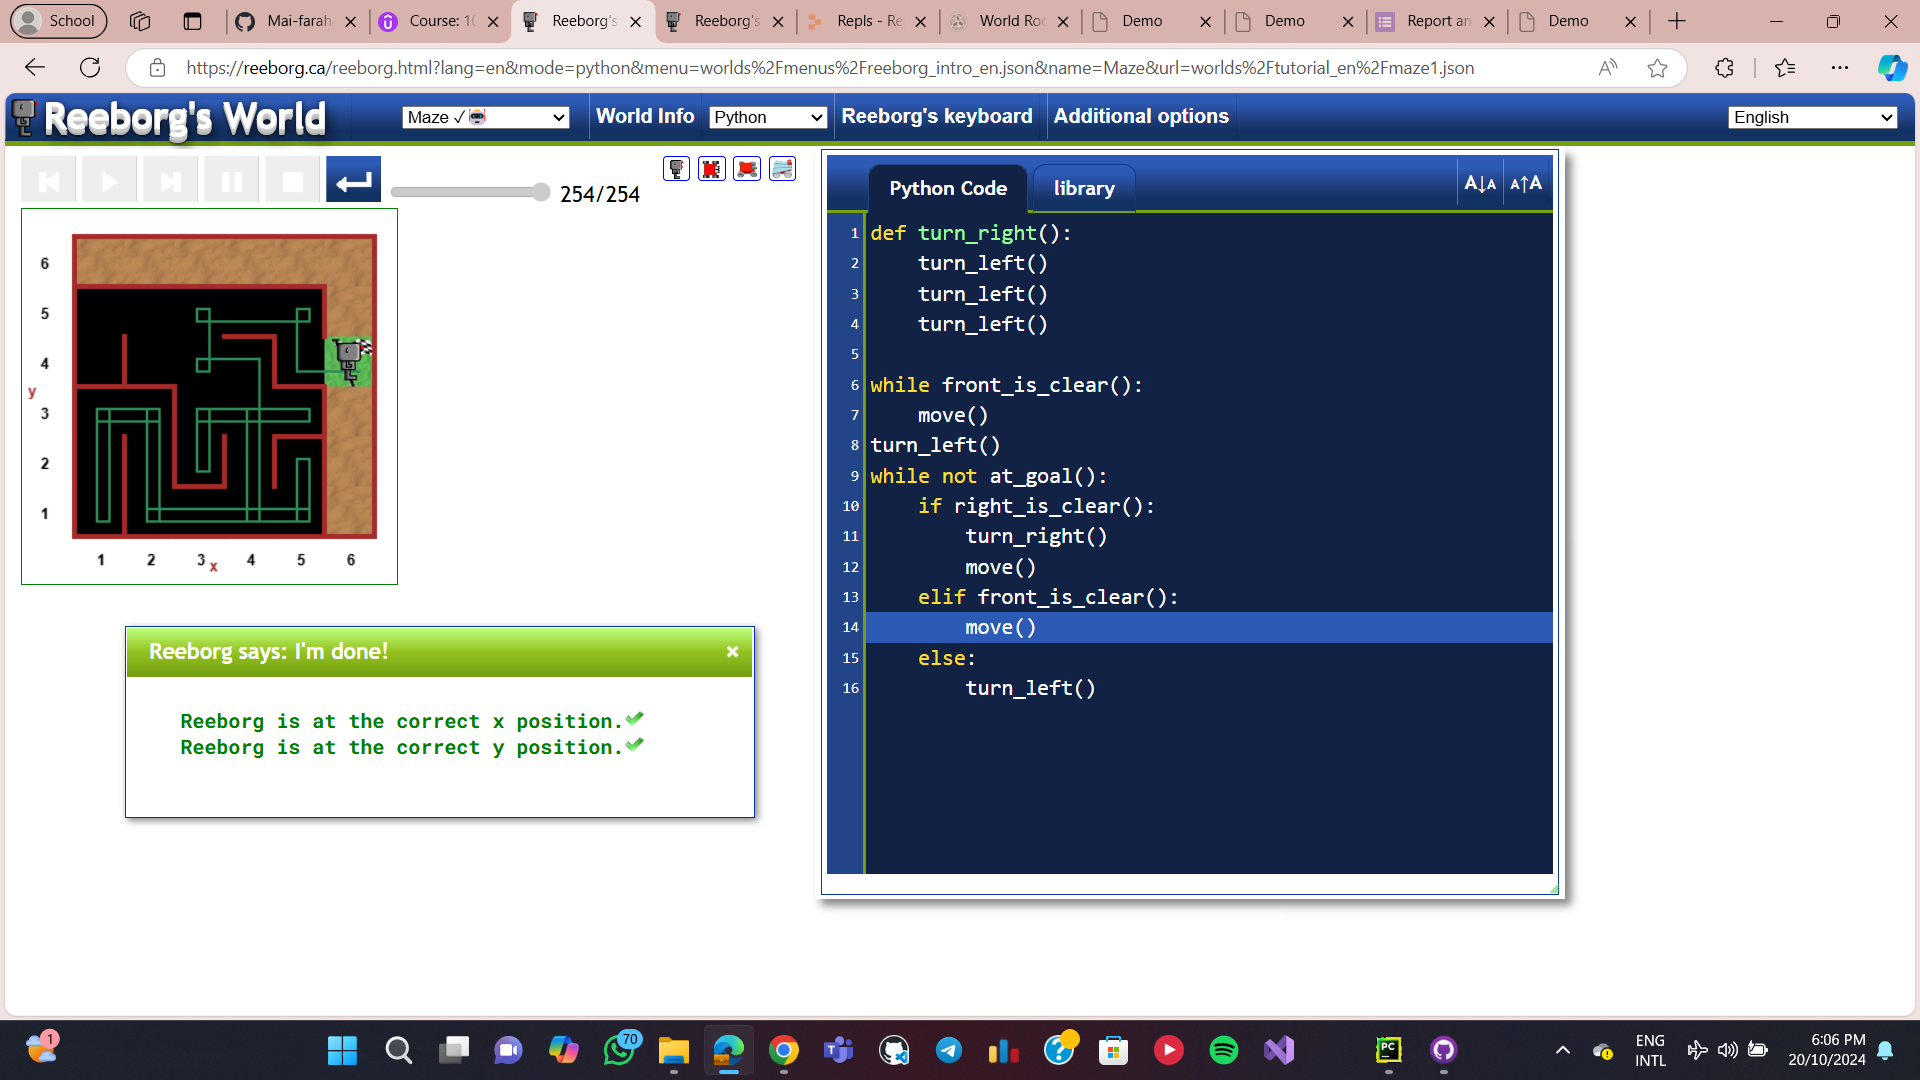 School
Mai-farah
Course: 10
Reeborg's
Reeborg's
Repls - Re
World Ro
Demo
Demo
Report an
Demo
https://reeborg.ca/reeborg.html?lang=en&mode=python&menu=worlds%2Fmenus%2Freeborg_intro_en.json&name=Maze&url=worlds%2Ftutorial_en%2Fmaze1.json
Reeborg's World
Maze ✓
World Info
Python
Reeborg's keyboard
Additional options
English
254/254
6
5
4
y
3
2
1
1 2 3 x 4 5 6
Reeborg says: I'm done!
×
Reeborg is at the correct x position.
Reeborg is at the correct y position.
Python Code
library
A↓A A↑A
1 def turn_right():
2 turn_left()
3 turn_left()
4 turn_left()
5
6 while front_is_clear():
7 move()
8 turn_left()
9 while not at_goal():
10 if right_is_clear():
11 turn_right()
12 move()
13 elif front_is_clear():
14 move()
15 else:
16 turn_left()
1
70
PC
ENG
INTL
6:06 PM
20/10/2024